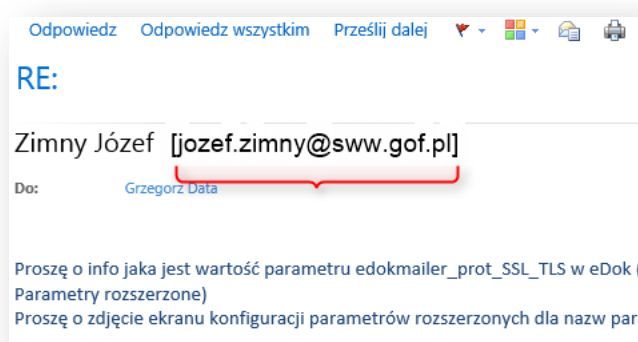 Odpowiedz Odpowiedz wszystkim Prześlij dalej
RE:
Zimny Józef [jozef.zimny@sww.gof.pl]
Do: Grzegorz Data
Proszę o info jaka jest wartość parametru edokmailer_prot_SSL_TLS w eDok (
Parametry rozszerzone)
Proszę o zdjęcie ekranu konfiguracji parametrów rozszerzonych dla nazw par